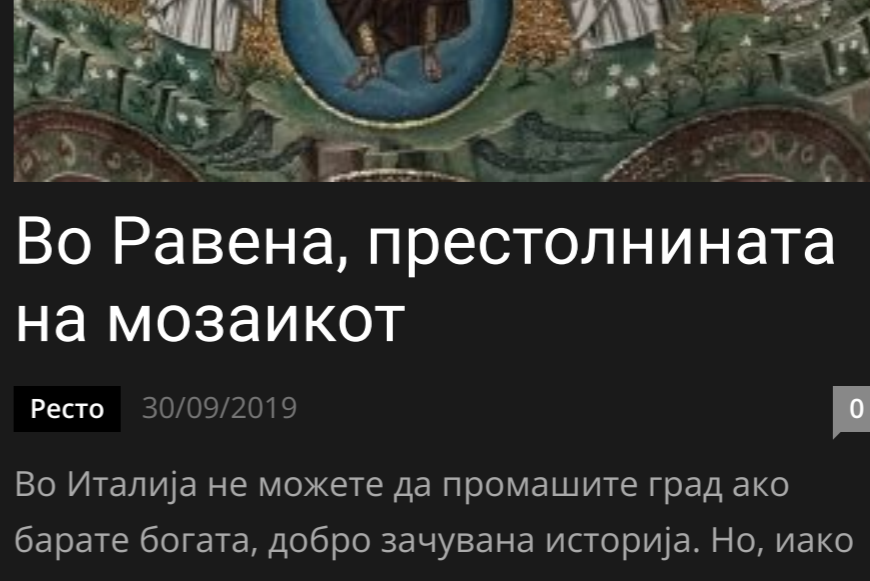 Во Равена, престолнината
на мозаикот
Ресто 30/09/2019 0
Во Италија не можете да промашите град ако
барате богата, добро зачувана историја. Но, иако